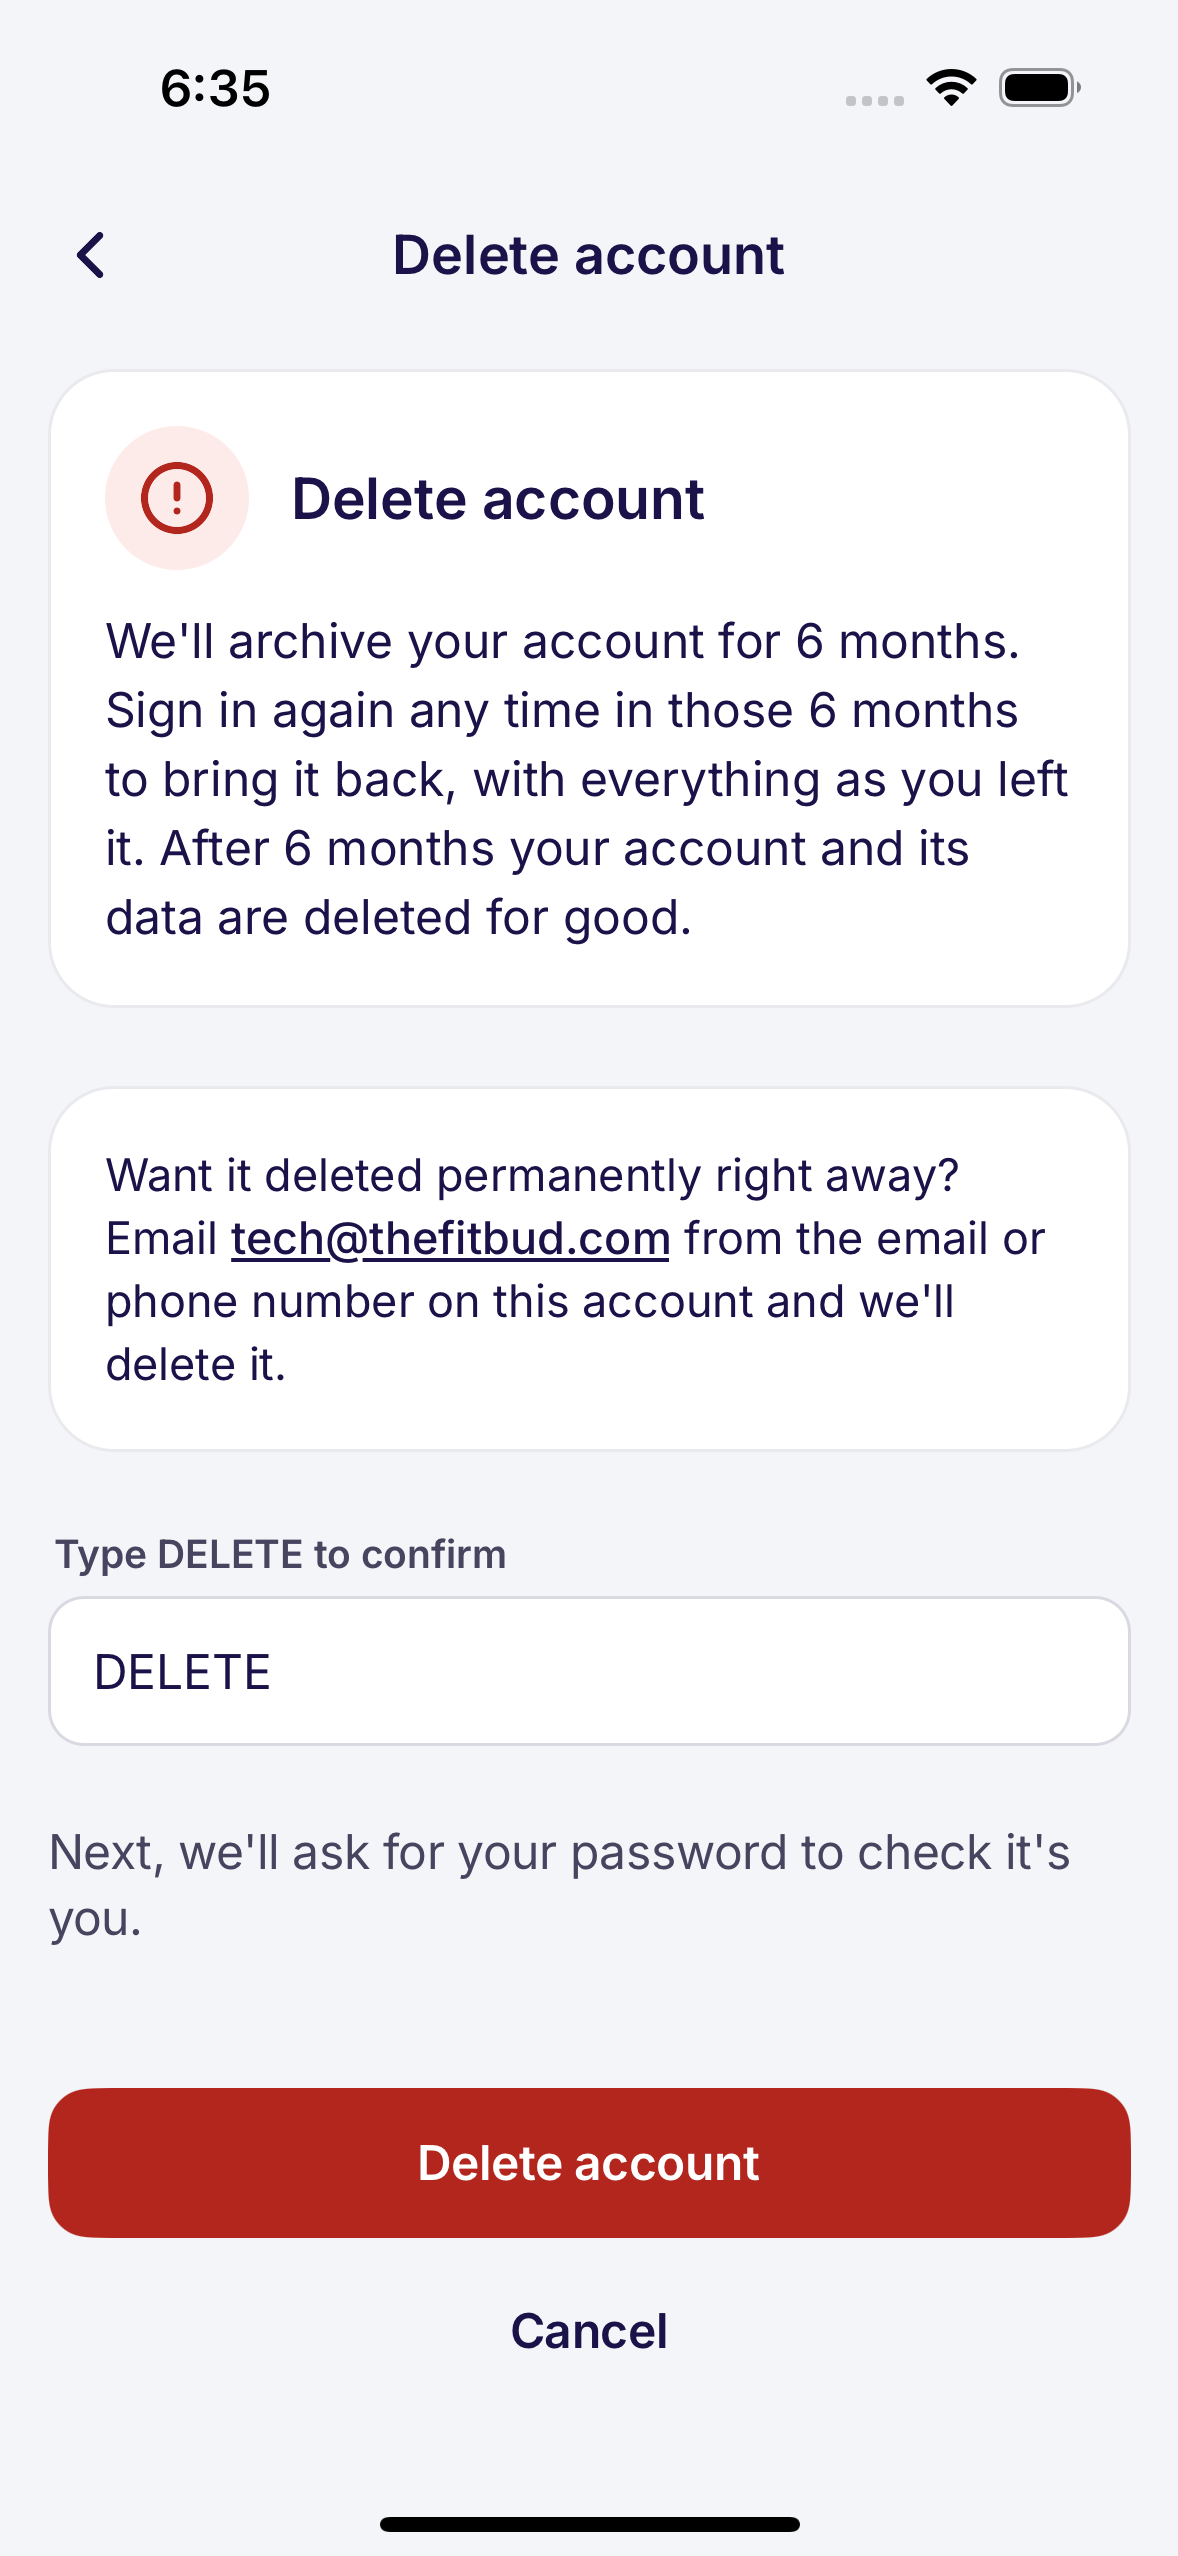 6:35
Delete account
Delete account
We'll archive your account for 6 months.
Sign in again any time in those 6 months
to bring it back, with everything as you left
it. After 6 months your account and its
data are deleted for good.
Want it deleted permanently right away?
Email tech@thefitbud.com from the email or
phone number on this account and we'll
delete it.
Type DELETE to confirm
DELETE
Next, we'll ask for your password to check it's
you.
Delete account
Cancel